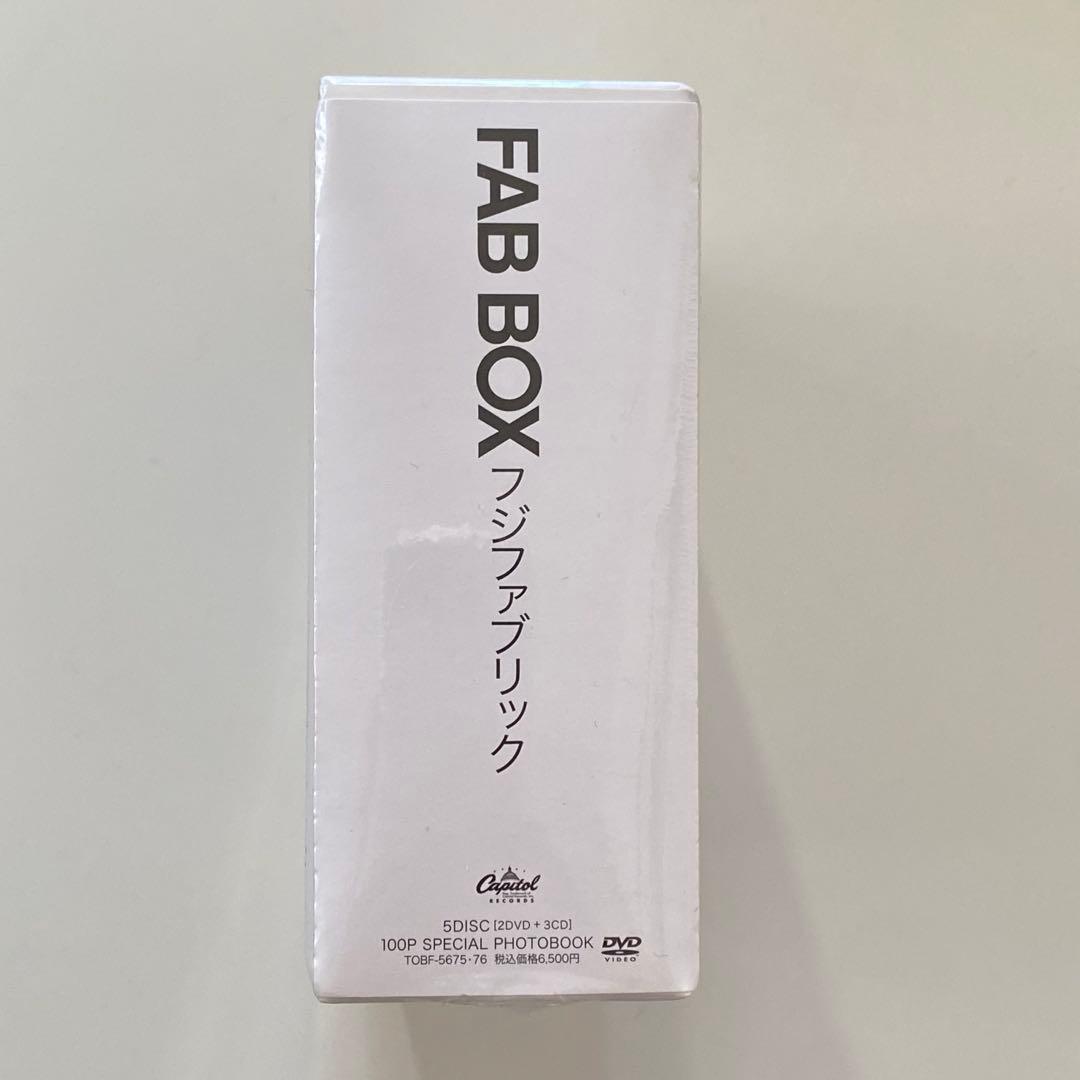 FAB BOX
フジファブリック
Capitol
RECORDS
5DISC [2DVD + 3CD]
100P SPECIAL PHOTOBOOK
DVD
VIDEO
TOBF-5675・76 税込価格6,500円